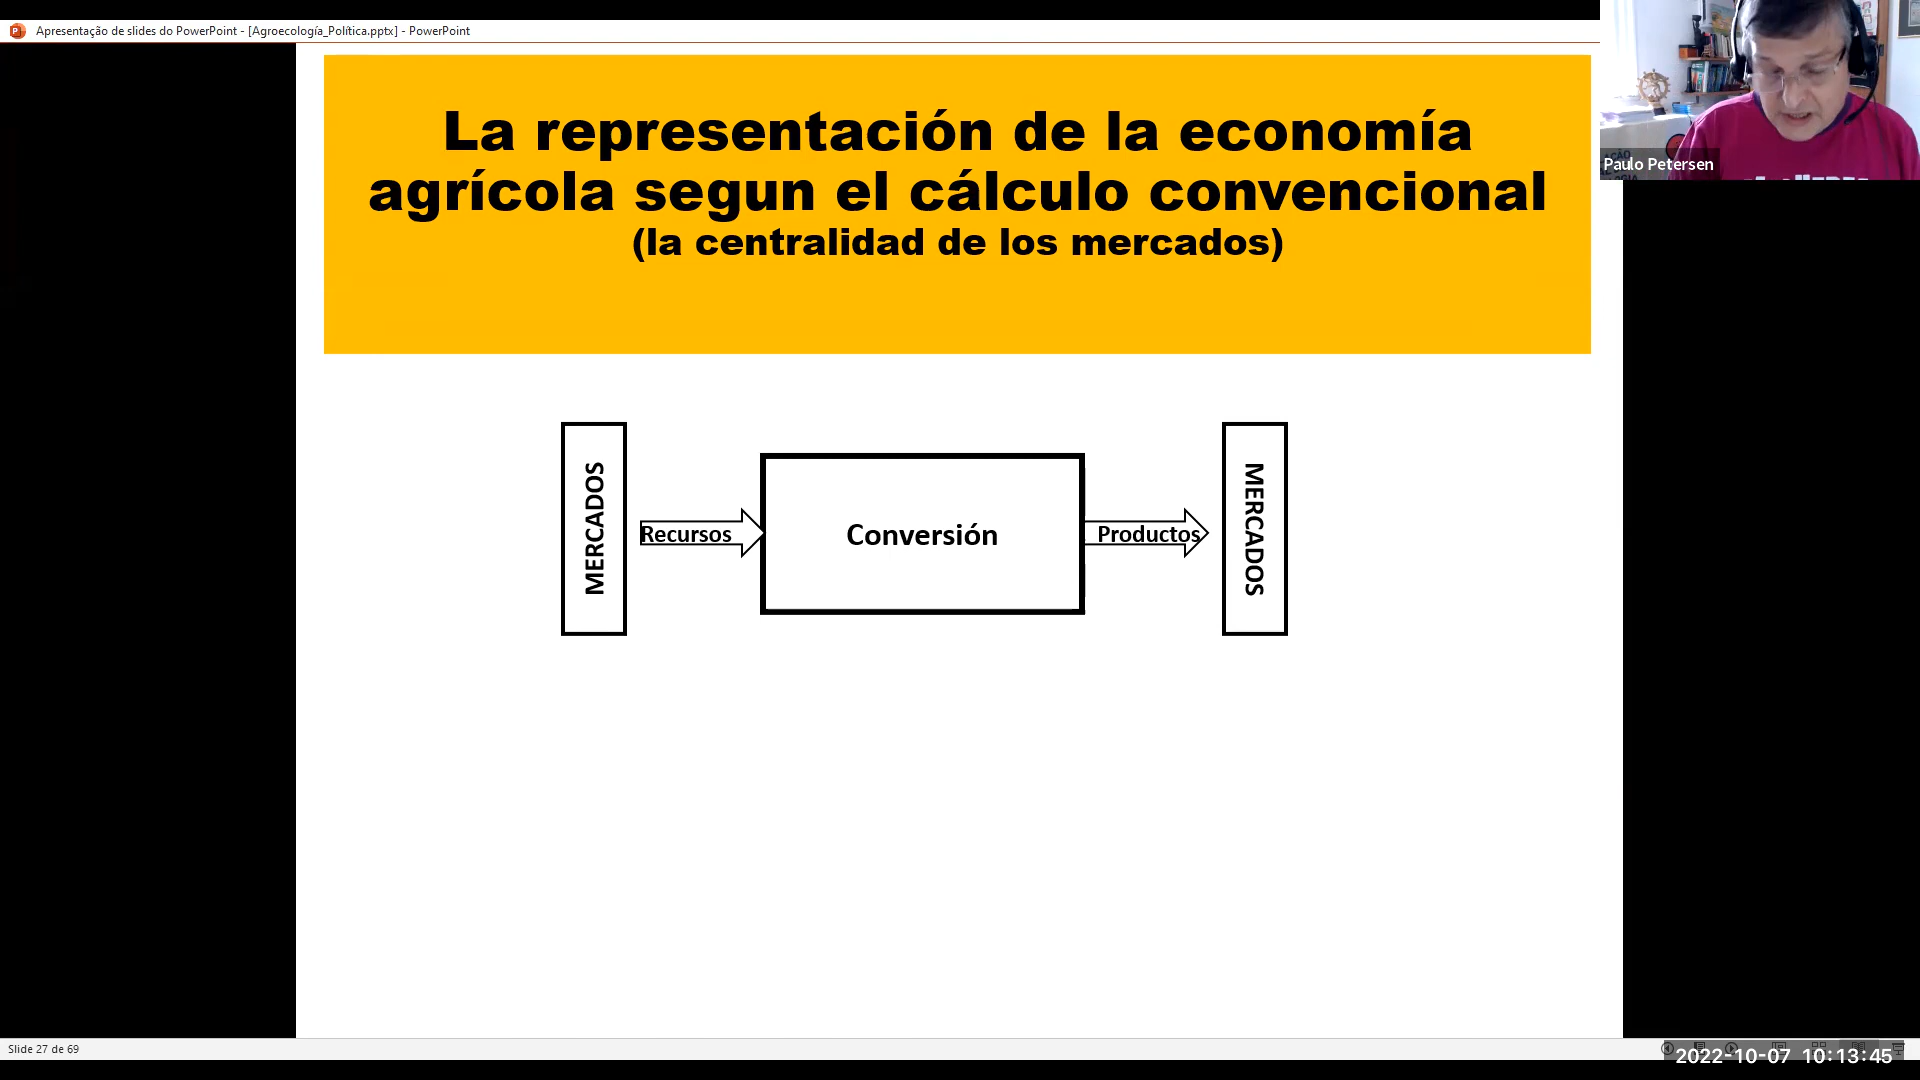 Apresentação de slides do PowerPoint - [Agroecología_Política.pptx] - PowerPoint
Paulo Petersen
La representación de la economía
agrícola segun el cálculo convencional
(la centralidad de los mercados)
MERCADOS
Recursos
Conversión
Productos
MERCADOS
Slide 27 de 69
2022-10-07 10:13:45